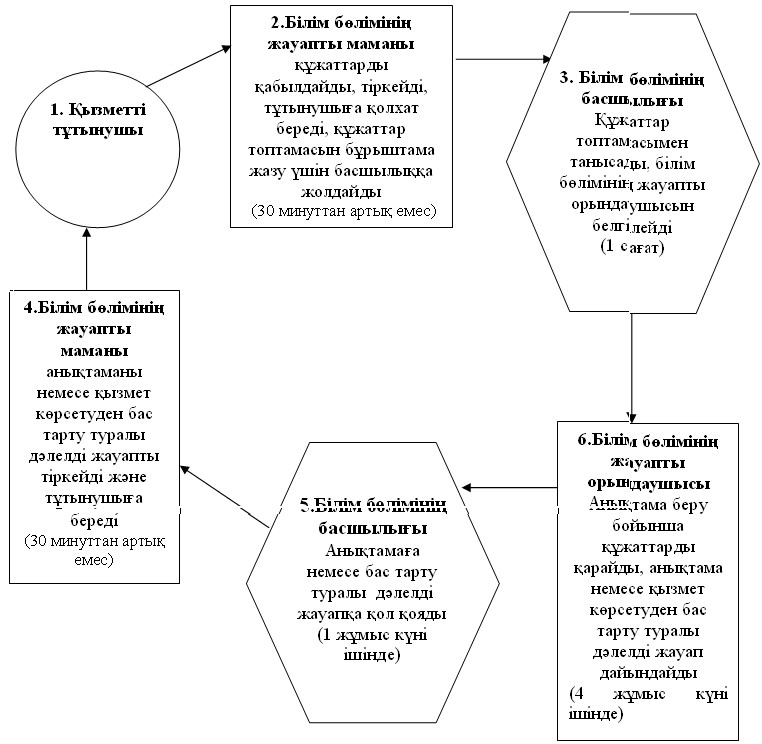 1. Қызметті
тұтынушы
2.Білім бөлімінің
жауапты маманы
құжаттарды
қабылдайды, тіркейді,
тұтынушыға қолхат
береді, құжаттар
топтамасын бұрыштама
жазу үшін басшылыққа
жолдайды
(30 минуттан артық емес)
3. Білім бөлімінің
басшылығы
Құжаттар
топтамасымен
танысады, білім
бөлімінің жауапты
орындаушысын
белгілейді
(1 сағат)
4.Білім бөлімінің
жауапты
маманы
анықтаманы
немесе қызмет
көрсетуден бас
тарту туралы
дәлелді жауапты
тіркейді және
тұтынушыға
береді
(30 минуттан артық
емес)
5.Білім бөлімінің
басшылығы
Анықтамаға
немесе бас тарту
туралы дәлелді
жауапқа қол қояды
(1 жұмыс күні
ішінде)
6.Білім бөлімінің
жауапты
орындаушысы
Анықтама беру
бойынша
құжаттарды
қарайды, анықтама
немесе қызмет
көрсетуден бас
тарту туралы
дәлелді жауап
дайындайды
(4 жұмыс күні
ішінде)